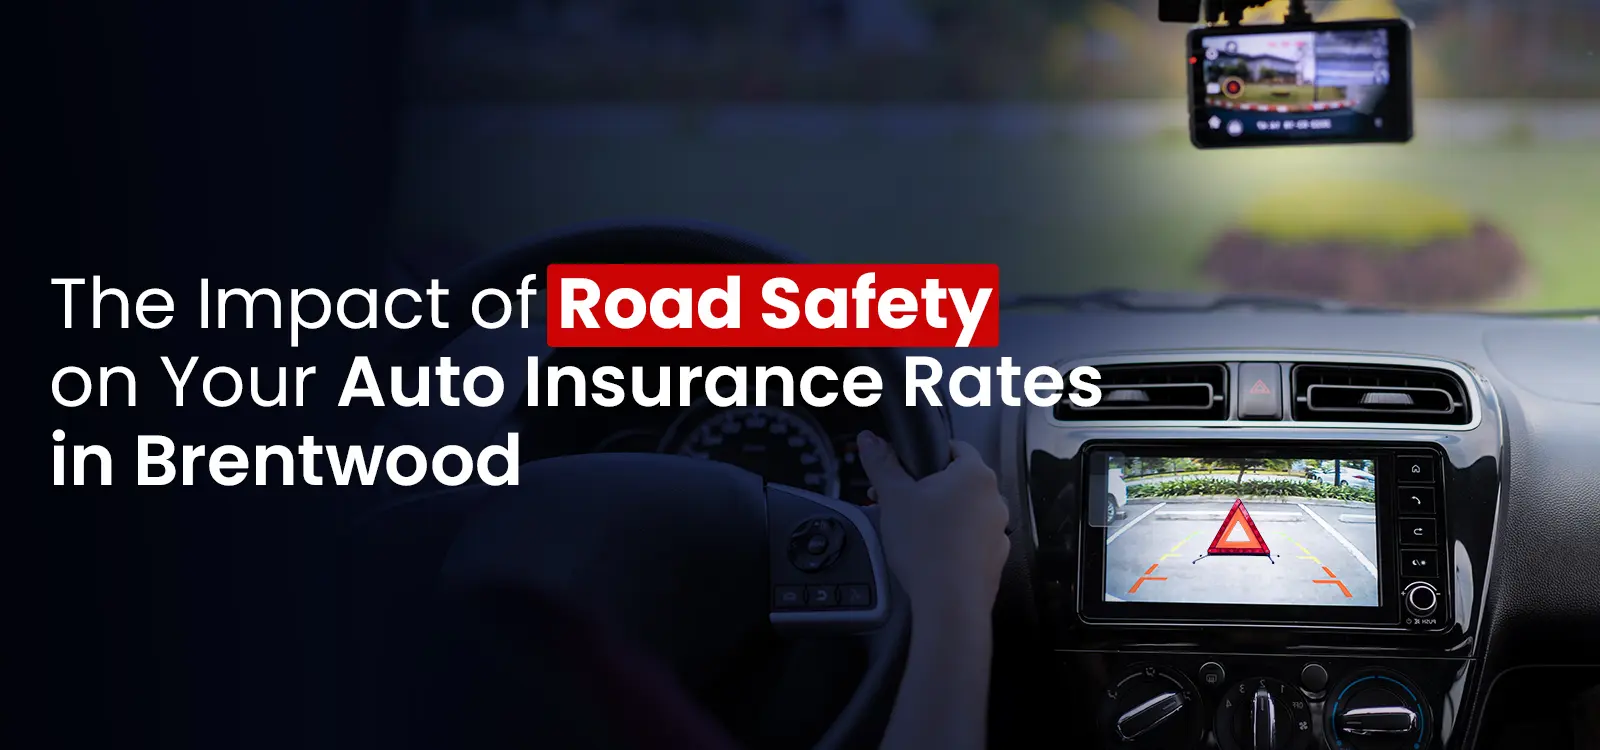 The Impact of Road Safety
on Your Auto Insurance Rates
in Brentwood